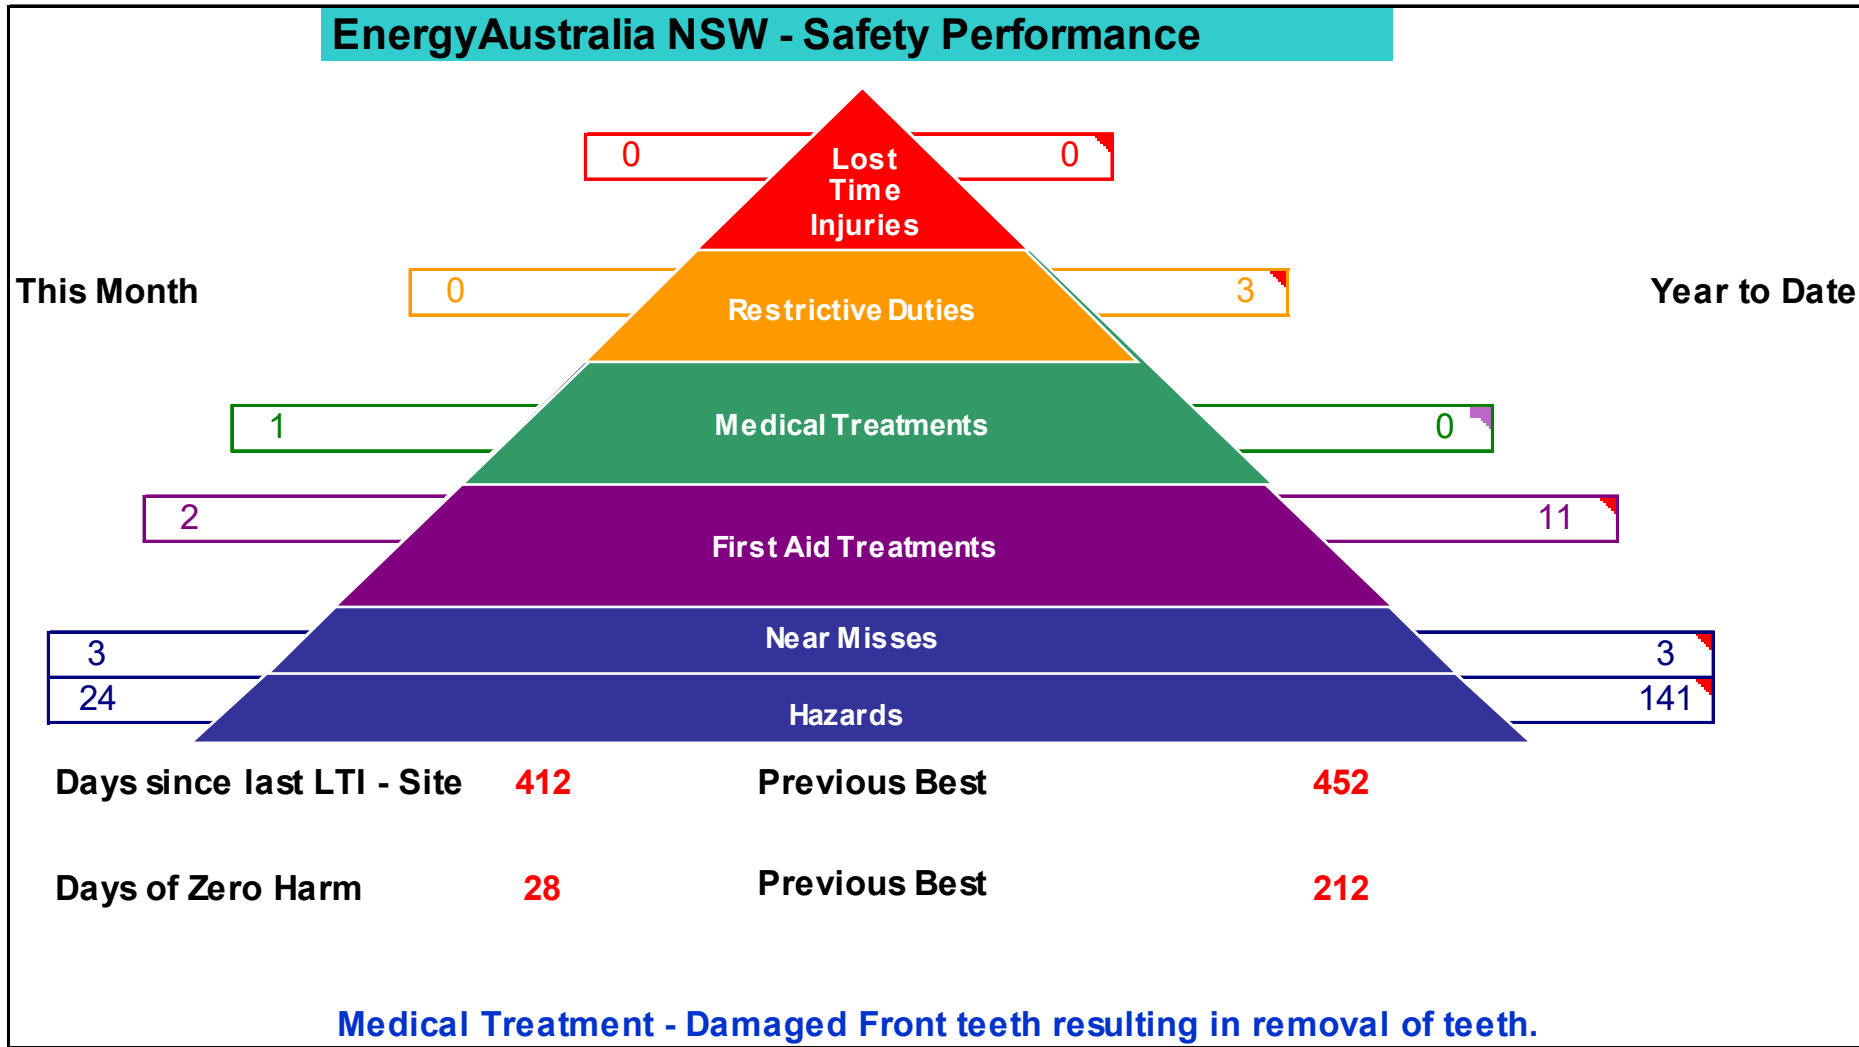 EnergyAustralia NSW - Safety Performance
0
Lost
Time
Injuries
0
This Month
0
Restrictive Duties
3
Year to Date
1
Medical Treatments
0
2
First Aid Treatments
11
3
Near Misses
3
24
Hazards
141
Days since last LTI - Site 412 Previous Best 452
Days of Zero Harm 28 Previous Best 212
Medical Treatment - Damaged Front teeth resulting in removal of teeth.